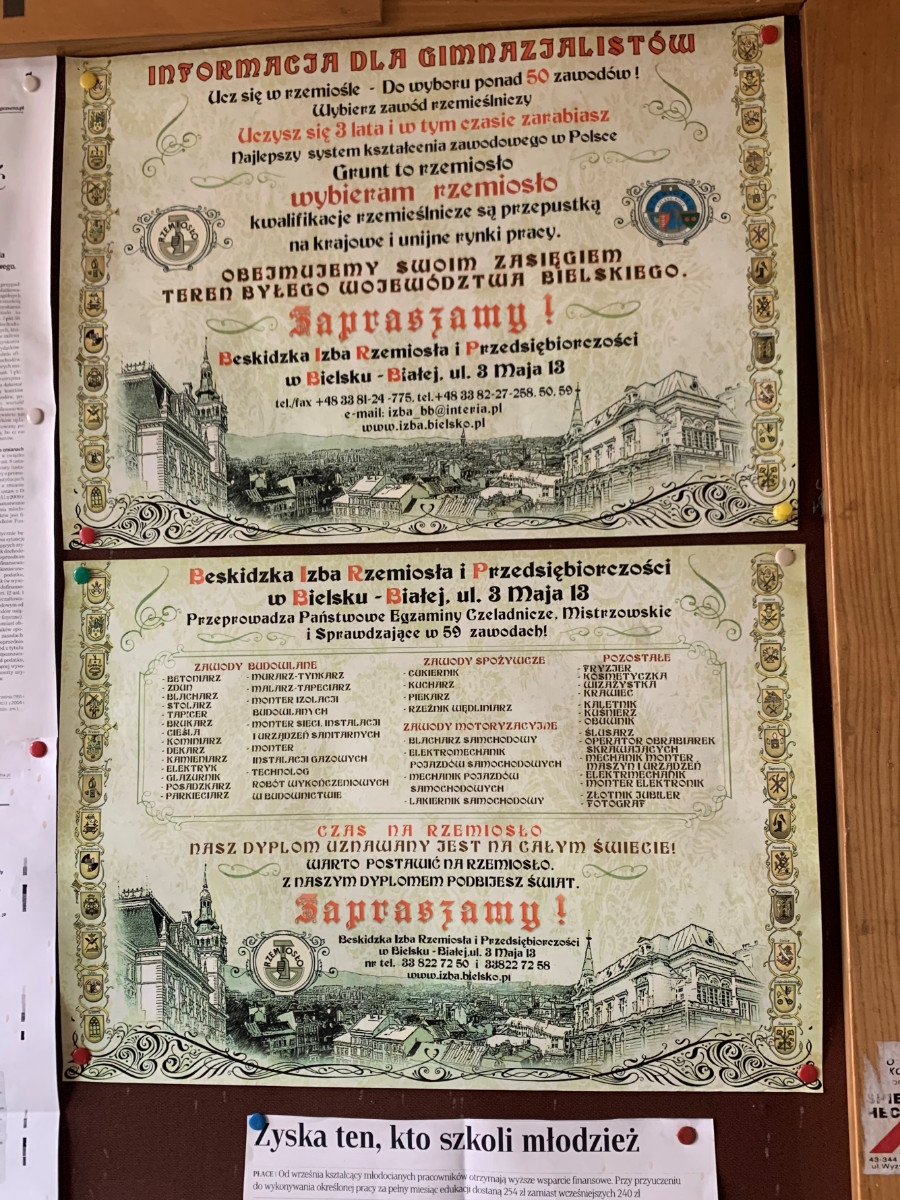 INFORMACJA DLA GIMNAZJALISTÓW
Ucz się w rzemiośle - Do wyboru ponad 50 zawodów !
Wybierz zawód rzemieślniczy
Uczysz się 3 lata i w tym czasie zarabiasz
Najlepszy system kształcenia zawodowego w Polsce
Grunt to rzemiosło
wybieram rzemiosło
kwalifikacje rzemieślnicze są przepustką
na krajowe i unijne rynki pracy.
RZEMIOSŁO
OBEJMUJEMY SWOIM ZASIĘGIEM
TEREN BYŁEGO WOJEWÓDZTWA BIELSKIEGO.
Zapraszamy !
Beskidzka Izba Rzemiosła i Przedsiębiorczości
w Bielsku - Białej, ul. 3 Maja 13
tel./fax +48 33 81-24 -775, tel.+48 33 82-27-258, 50, 59
e-mail: izba_bb@interia.pl
www.izba.bielsko.pl
Beskidzka Izba Rzemiosła i Przedsiębiorczości
w Bielsku - Białej, ul. 3 Maja 13
Przeprowadza Państwowe Egzaminy Czeladnicze, Mistrzowskie
i Sprawdzające w 59 zawodach!
ZAWODY BUDOWLANE
- BETONIARZ
- ZDUN
- BLACHARZ
- STOLARZ
- TAPICER
- BRUKARZ
- CIEŚLA
- KOMINIARZ
- DEKARZ
- KAMIENIARZ
- ELEKTRYK
- GLAZURNIK
- POSADZKARZ
- PARKIECIARZ
- MURARZ-TYNKARZ
- MALARZ-TAPECIARZ
- MONTER IZOLACJI
BUDOWLANYCH
- MONTER SIECI, INSTALACJI
I URZĄDZEŃ SANITARNYCH
- MONTER
INSTALACJI GAZOWYCH
- TECHNOLOG
ROBÓT WYKOŃCZENIOWYCH
W BUDOWNICTWIE
ZAWODY SPOŻYWCZE
- CUKIERNIK
- KUCHARZ
- PIEKARZ
- RZEŹNIK WĘDLINIARZ
ZAWODY MOTORYZACYJNE
- BLACHARZ SAMOCHODOWY
- ELEKTROMECHANIK
POJAZDÓW SAMOCHODOWYCH
- MECHANIK POJAZDÓW
SAMOCHODOWYCH
- LAKIERNIK SAMOCHODOWY
POZOSTAŁE
- FRYZJER
- KOSMETYCZKA
- WIZAŻYSTKA
- KRAWIEC
- KALETNIK
- KUŚNIERZ
- OBUWNIK
- ŚLUSARZ
- OPERATOR OBRABIAREK
SKRAWAJĄCYCH
- MECHANIK MONTER
MASZYN I URZĄDZEŃ
- ELEKTRMECHANIK
- MONTER ELEKTRONIK
- ZŁOTNIK JUBILER
- FOTOGRAF
CZAS NA RZEMIOSŁO
NASZ DYPLOM UZNAWANY JEST NA CAŁYM ŚWIECIE!
WARTO POSTAWIĆ NA RZEMIOSŁO.
Z NASZYM DYPLOMEM PODBIJESZ ŚWIAT.
Zapraszamy !
RZEMIOSŁO
Beskidzka Izba Rzemiosła i Przedsiębiorczości
w Bielsku - Białej,ul. 3 Maja 13
nr tel. 33 822 72 50 i 33822 72 58
www.izba.bielsko.pl
Zyska ten, kto szkoli młodzież
PŁACE | Od września kształcący młodocianych pracowników otrzymają wyższe wsparcie finansowe. Przy przyuczeniu
do wykonywania określonej pracy za pełny miesiąc edukacji dostaną 254 zł zamiast wcześniejszych 240 zł
43-344